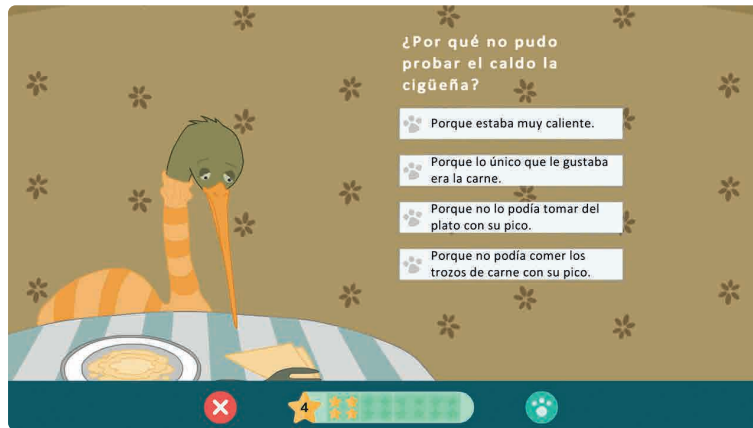 ¿Por qué no pudo
probar el caldo la
cigüeña?
Porque estaba muy caliente.
Porque lo único que le gustaba
era la carne.
Porque no lo podía tomar del
plato con su pico.
Porque no podía comer los
trozos de carne con su pico.
4